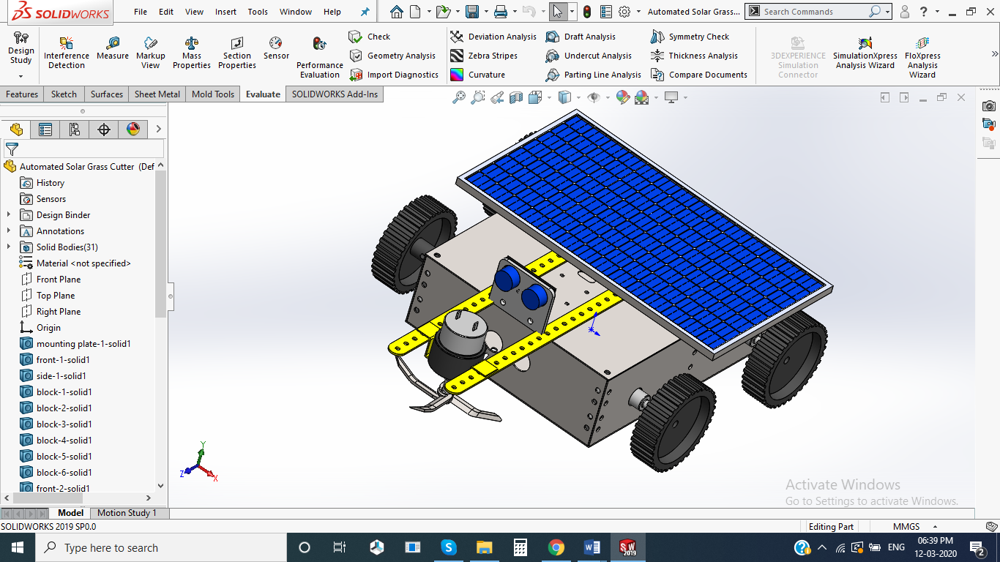 SOLIDWORKS File Edit View Insert Tools Window Help Automated Solar Grass... Search Commands ?
Design Study
Interference Detection
Measure
Markup View
Mass Properties
Section Properties
Sensor
Performance Evaluation
Check
Geometry Analysis
Import Diagnostics
Deviation Analysis
Zebra Stripes
Curvature
Draft Analysis
Undercut Analysis
Parting Line Analysis
Symmetry Check
Thickness Analysis
Compare Documents
3DEXPERIENCE Simulation Connector
SimulationXpress Analysis Wizard
FloXpress Analysis Wizard
Features Sketch Surfaces Sheet Metal Mold Tools Evaluate SOLIDWORKS Add-Ins
Automated Solar Grass Cutter (Def
History
Sensors
Design Binder
Annotations
Solid Bodies(31)
Material <not specified>
Front Plane
Top Plane
Right Plane
Origin
mounting plate-1-solid1
front-1-solid1
side-1-solid1
block-1-solid1
block-2-solid1
block-3-solid1
block-4-solid1
block-5-solid1
block-6-solid1
front-2-solid1
Y
Z
X
Activate Windows
Go to Settings to activate Windows.
Model Motion Study 1
SOLIDWORKS 2019 SP0.0 Editing Part MMGS
Type here to search
S
W
SW
2019
ENG
06:39 PM
12-03-2020
2